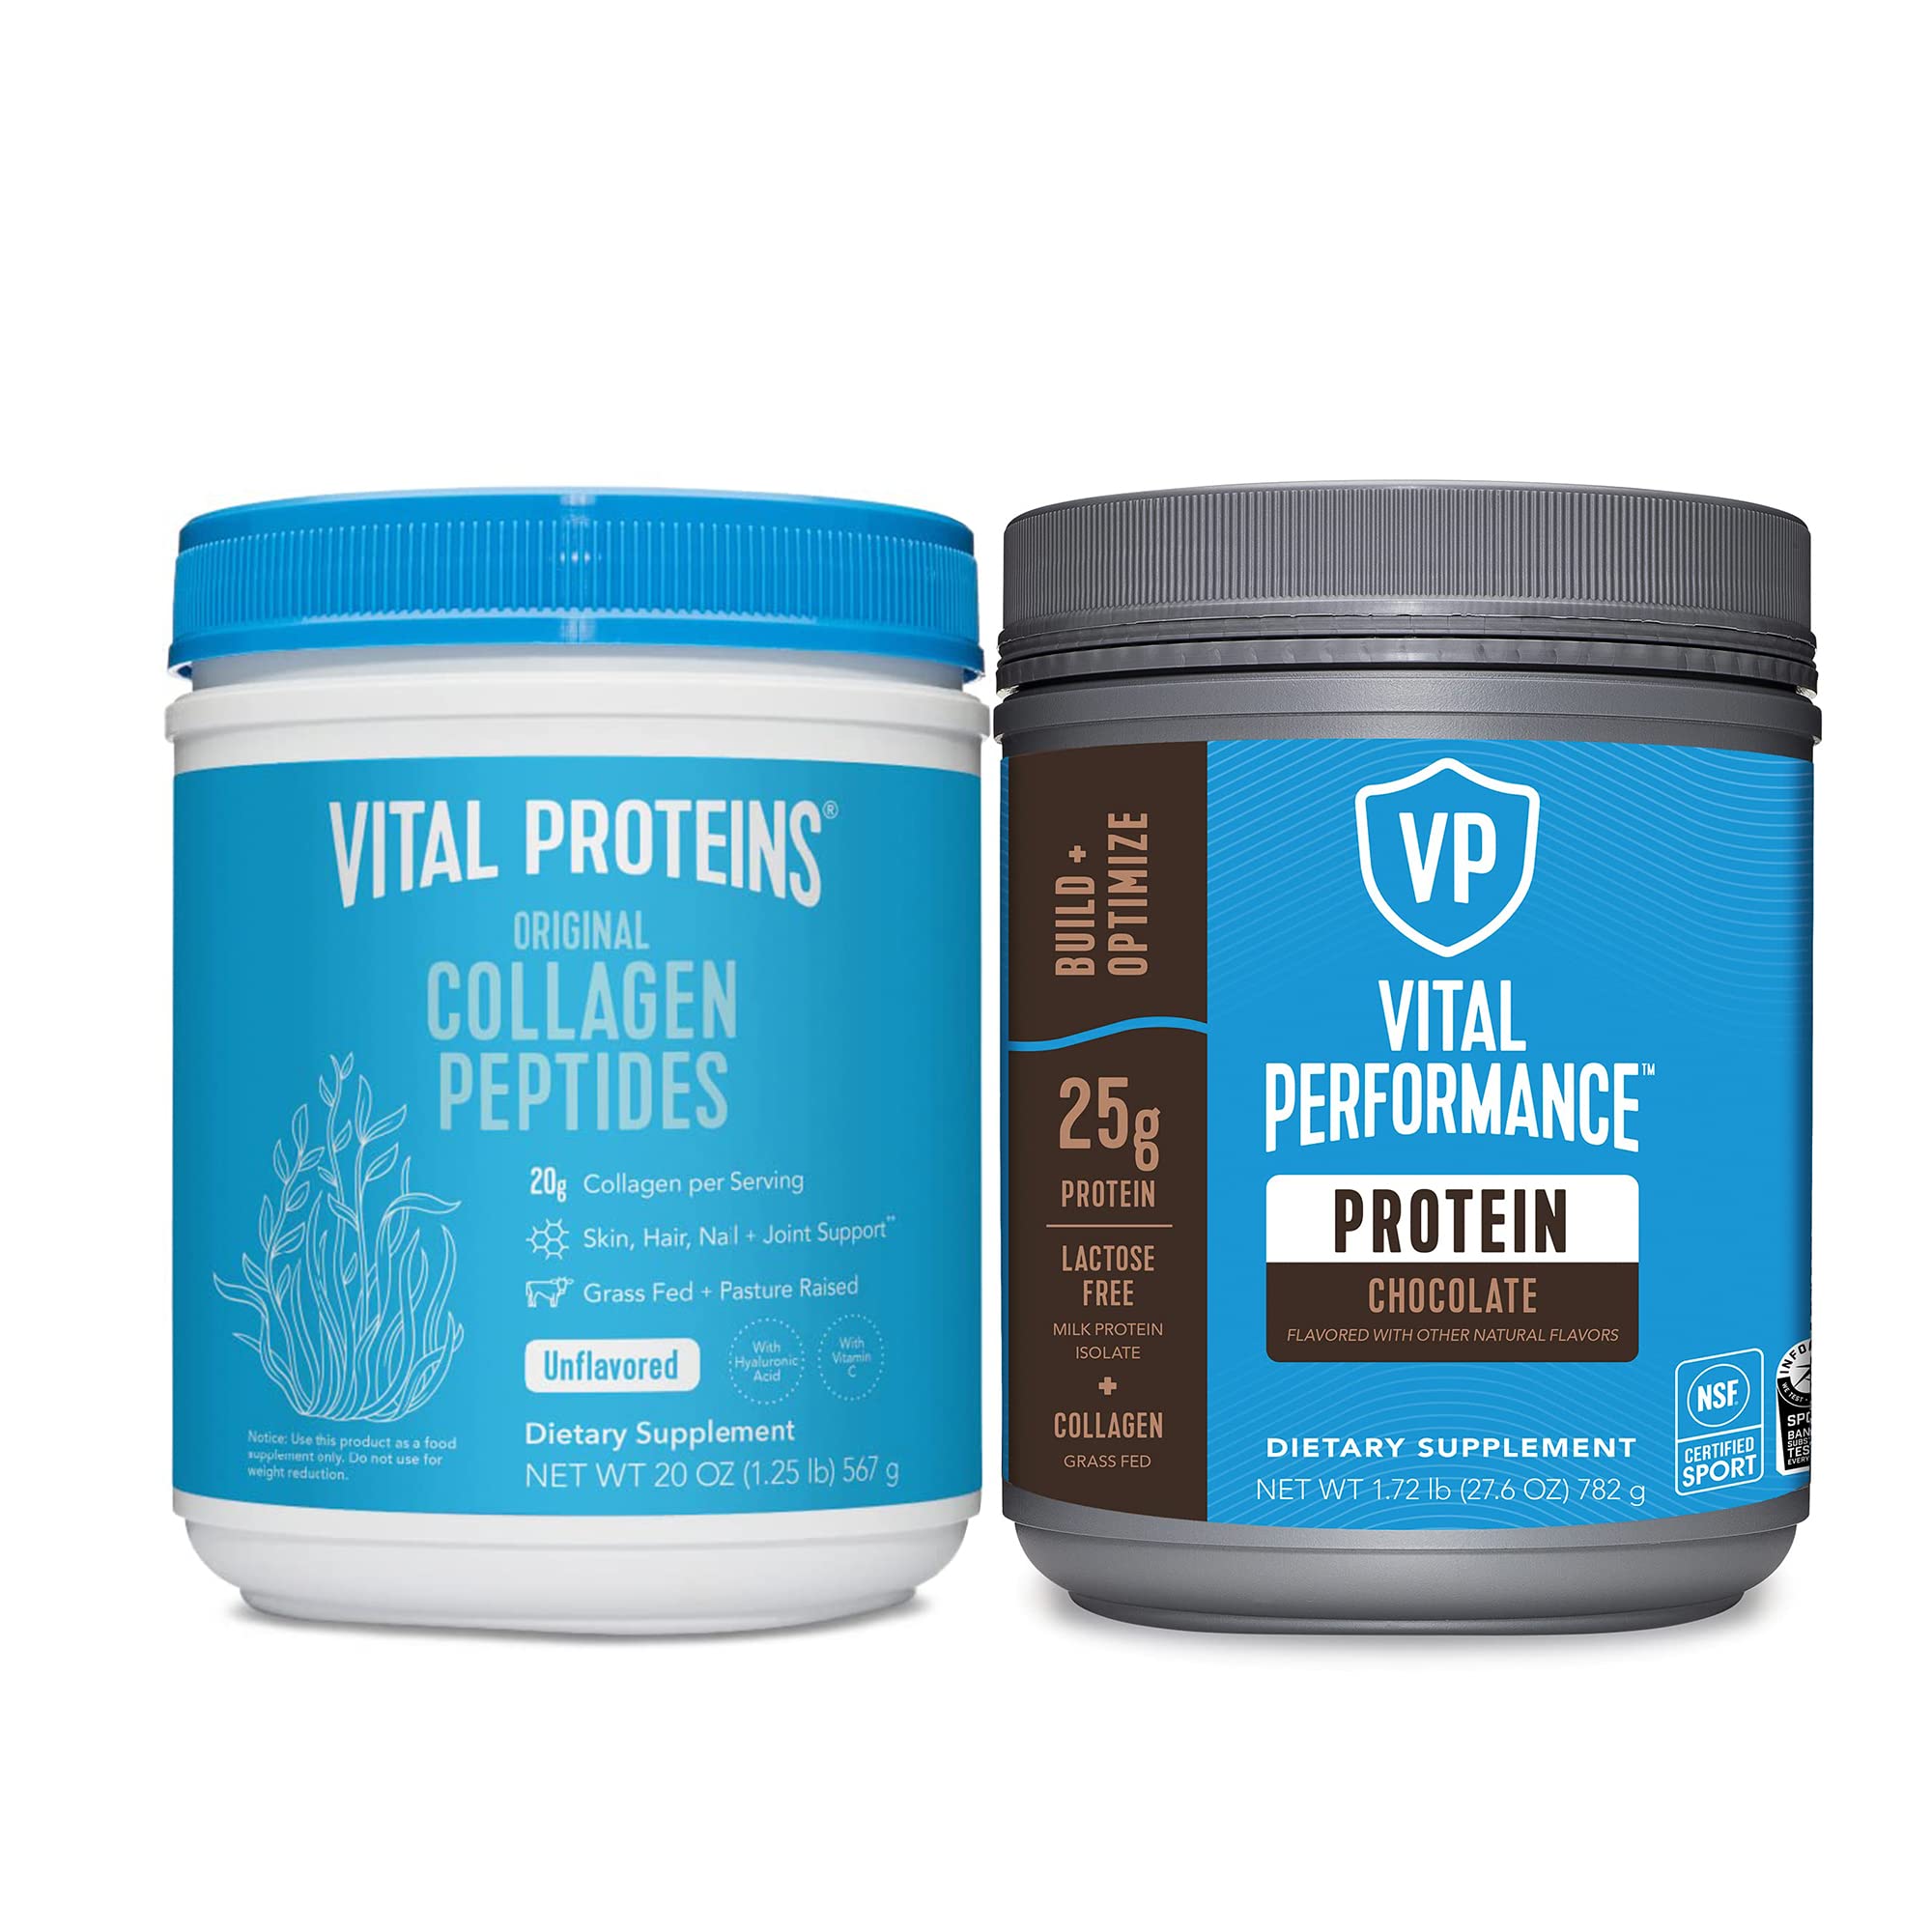 VITAL PROTEINS®
ORIGINAL
COLLAGEN
PEPTIDES
20g Collagen per Serving
Skin, Hair, Nail + Joint Support**
Grass Fed + Pasture Raised
Unflavored
With
Hyaluronic
Acid
With
Vitamin
C
Notice: Use this product as a food
supplement only. Do not use for
weight reduction.
Dietary Supplement
NET WT 20 OZ (1.25 lb) 567 g
BUILD +
OPTIMIZE
25g
PROTEIN
LACTOSE
FREE
MILK PROTEIN
ISOLATE
+
COLLAGEN
GRASS FED
VP
VITAL
PERFORMANCE™
PROTEIN
CHOCOLATE
FLAVORED WITH OTHER NATURAL FLAVORS
DIETARY SUPPLEMENT
NET WT 1.72 lb (27.6 OZ) 782 g
NSF
CERTIFIED
SPORT
WE TEST